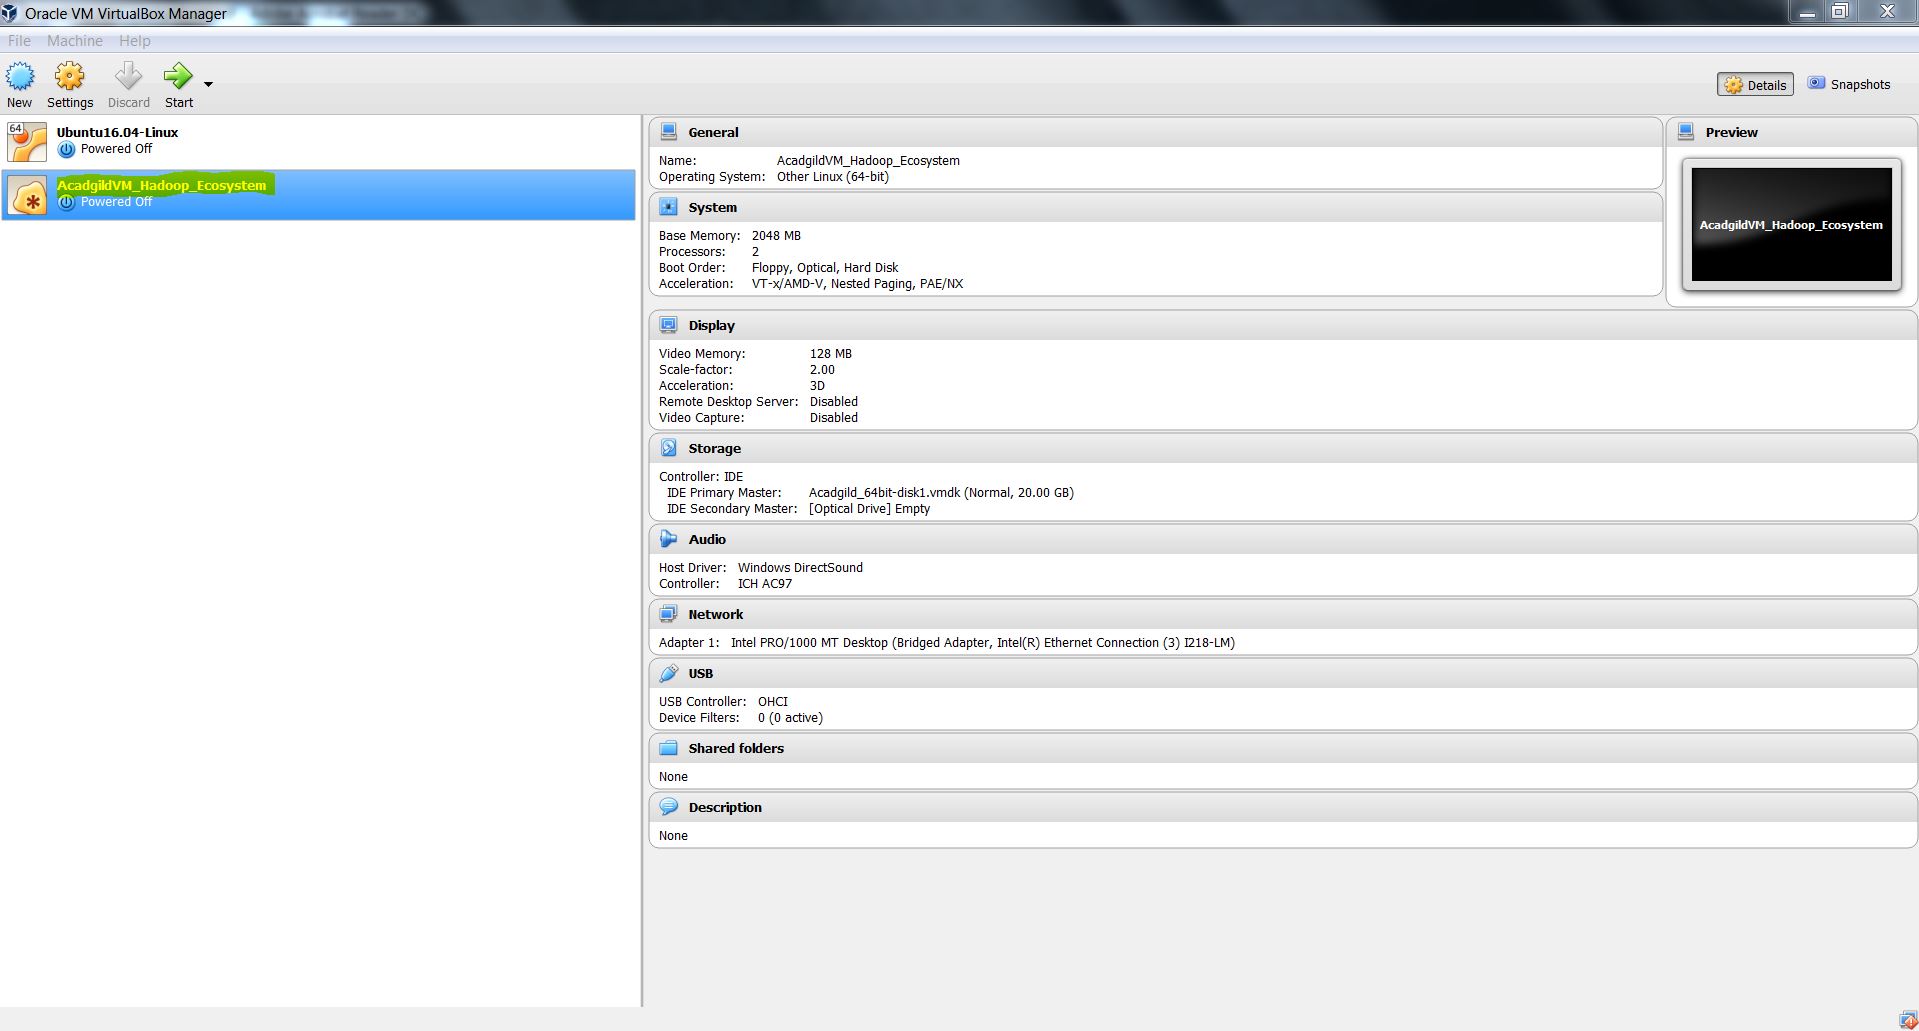 Oracle VM VirtualBox Manager
File Machine Help
New Settings Discard Start
Details Snapshots
64
Ubuntu16.04-Linux
Powered Off
AcadgildVM_Hadoop_Ecosystem
Powered Off
General
Name: AcadgildVM_Hadoop_Ecosystem
Operating System: Other Linux (64-bit)
System
Base Memory: 2048 MB
Processors: 2
Boot Order: Floppy, Optical, Hard Disk
Acceleration: VT-x/AMD-V, Nested Paging, PAE/NX
Preview
AcadgildVM_Hadoop_Ecosystem
Display
Video Memory: 128 MB
Scale-factor: 2.00
Acceleration: 3D
Remote Desktop Server: Disabled
Video Capture: Disabled
Storage
Controller: IDE
IDE Primary Master: Acadgild_64bit-disk1.vmdk (Normal, 20.00 GB)
IDE Secondary Master: [Optical Drive] Empty
Audio
Host Driver: Windows DirectSound
Controller: ICH AC97
Network
Adapter 1: Intel PRO/1000 MT Desktop (Bridged Adapter, Intel(R) Ethernet Connection (3) I218-LM)
USB
USB Controller: OHCI
Device Filters: 0 (0 active)
Shared folders
None
Description
None